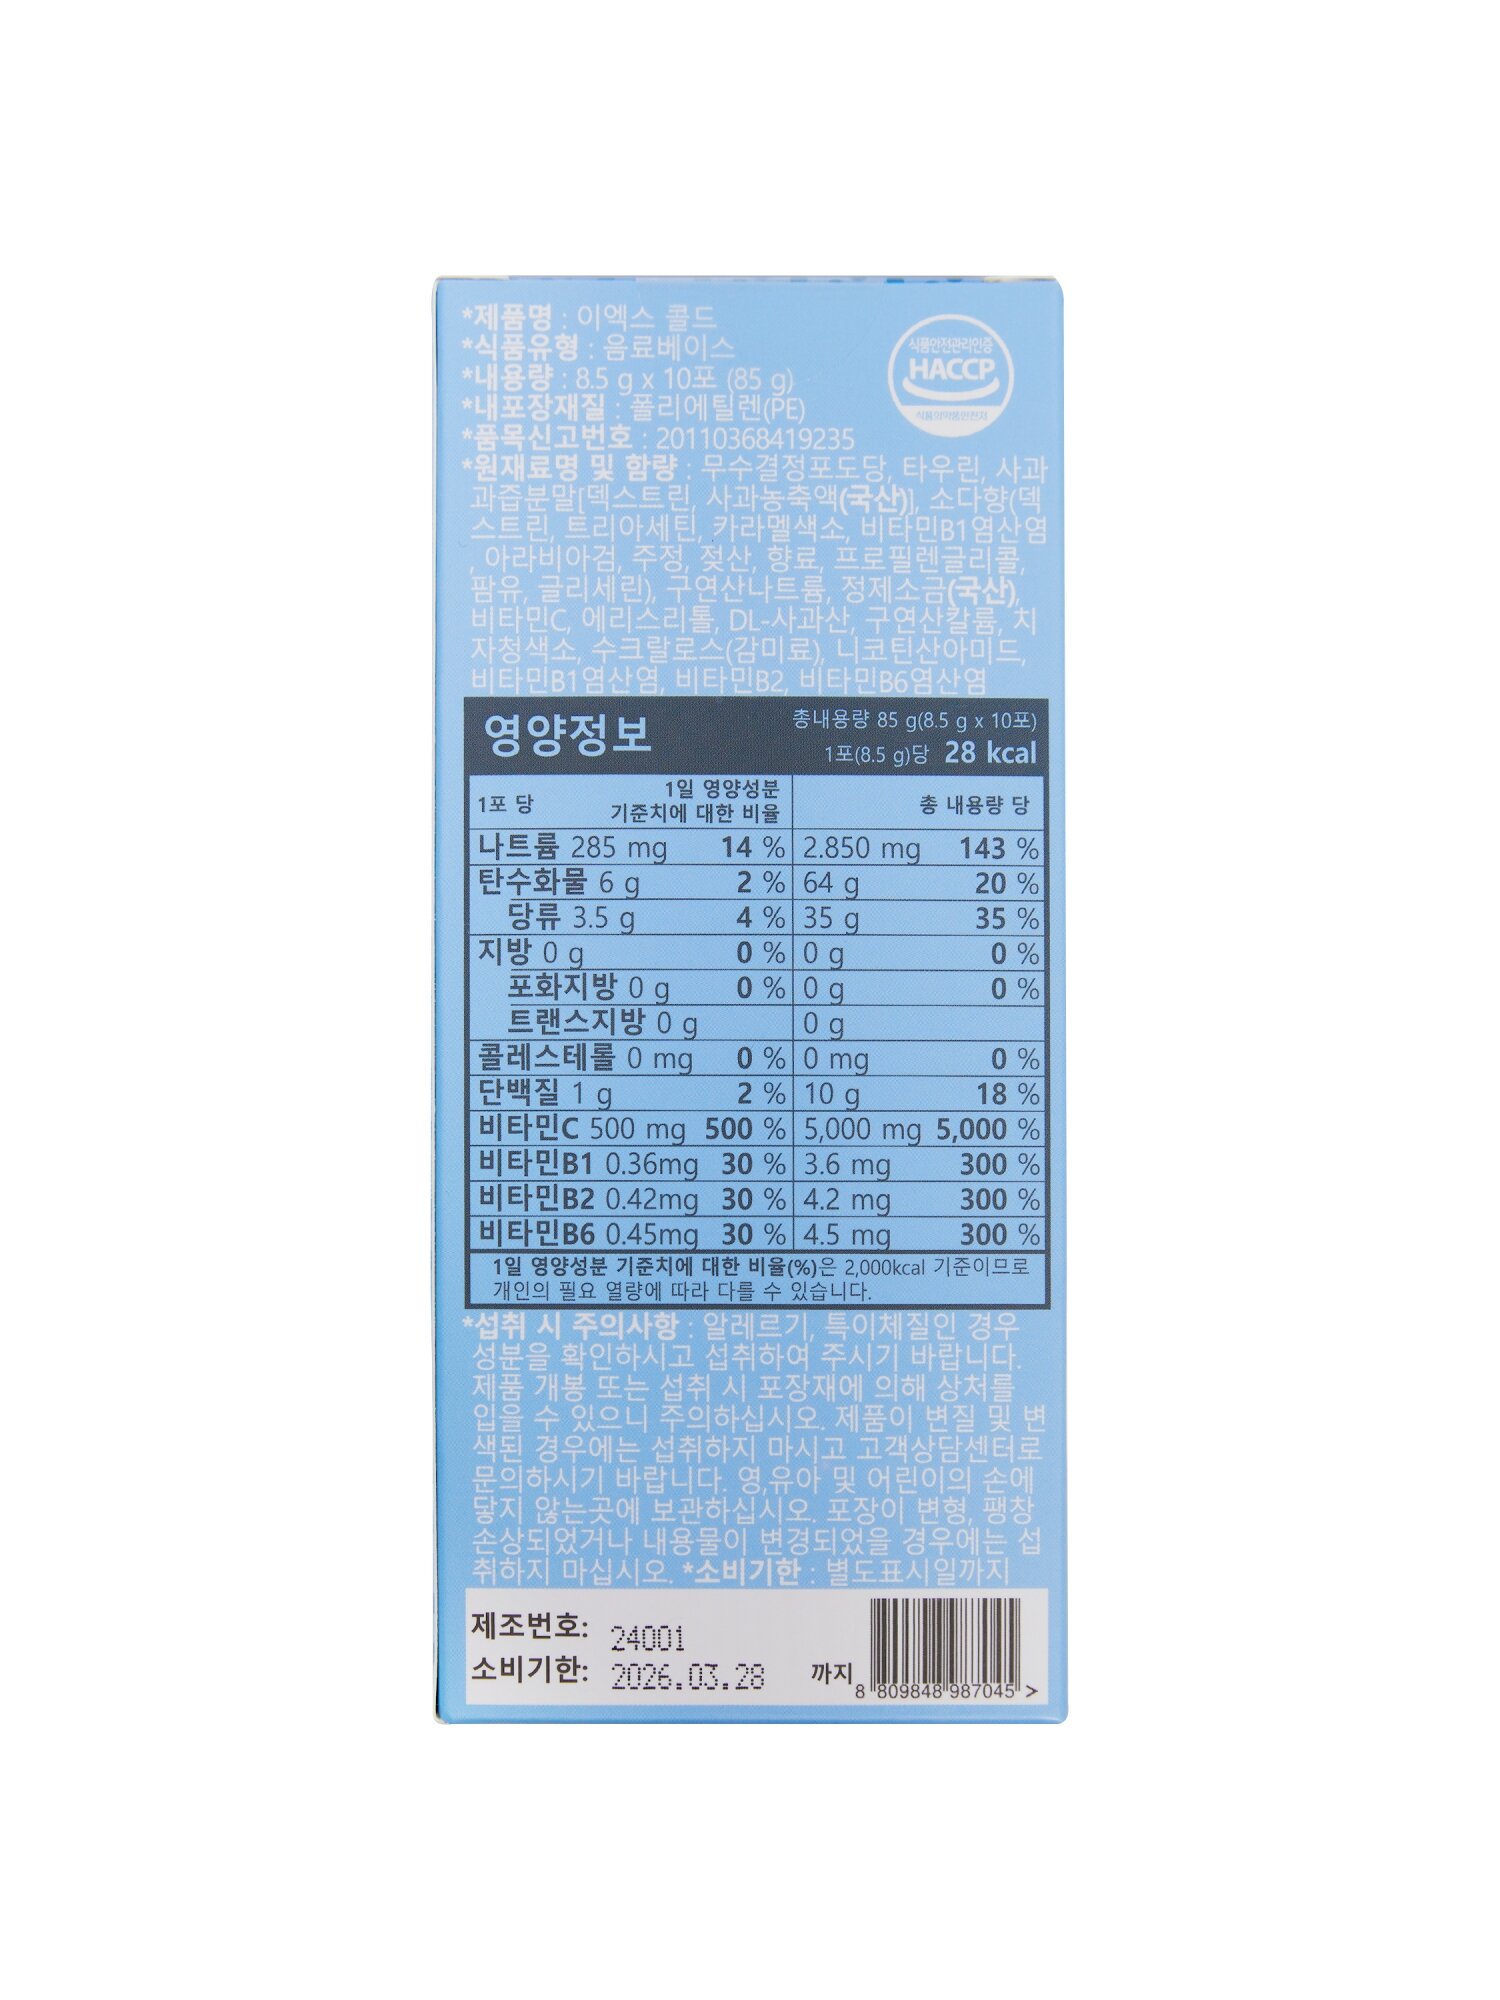 *제품명 : 이엑스 콜드
*식품유형 : 음료베이스
*내용량 : 8.5 g x 10포 (85 g)
*내포장재질 : 폴리에틸렌(PE)
*품목신고번호 : 20110368419235
식품안전관리인증
HACCP
식품의약품안전처
*원재료명 및 함량 : 무수결정포도당, 타우린, 사과
과즙분말[덱스트린, 사과농축액(국산)], 소다향(덱
스트린, 트리아세틴, 카라멜색소, 비타민B1염산염
, 아라비아검, 주정, 젖산, 향료, 프로필렌글리콜,
팜유, 글리세린), 구연산나트륨, 정제소금(국산),
비타민C, 에리스리톨, DL-사과산, 구연산칼륨, 치
자청색소, 수크랄로스(감미료), 니코틴산아미드,
비타민B1염산염, 비타민B2, 비타민B6염산염
영양정보
총내용량 85 g(8.5 g x 10포)
1포(8.5 g)당 28 kcal
1포 당 1일 영양성분 기준치에 대한 비율 총 내용량 당
나트륨 285 mg 14 % 2.850 mg 143 %
탄수화물 6 g 2 % 64 g 20 %
당류 3.5 g 4 % 35 g 35 %
지방 0 g 0 % 0 g 0 %
포화지방 0 g 0 % 0 g 0 %
트랜스지방 0 g 0 g
콜레스테롤 0 mg 0 % 0 mg 0 %
단백질 1 g 2 % 10 g 18 %
비타민C 500 mg 500 % 5,000 mg 5,000 %
비타민B1 0.36mg 30 % 3.6 mg 300 %
비타민B2 0.42mg 30 % 4.2 mg 300 %
비타민B6 0.45mg 30 % 4.5 mg 300 %
1일 영양성분 기준치에 대한 비율(%)은 2,000kcal 기준이므로
개인의 필요 열량에 따라 다를 수 있습니다.
*섭취 시 주의사항 : 알레르기, 특이체질인 경우
성분을 확인하시고 섭취하여 주시기 바랍니다.
제품 개봉 또는 섭취 시 포장재에 의해 상처를
입을 수 있으니 주의하십시오. 제품이 변질 및 변
색된 경우에는 섭취하지 마시고 고객상담센터로
문의하시기 바랍니다. 영,유아 및 어린이의 손에
닿지 않는곳에 보관하십시오. 포장이 변형, 팽창
손상되었거나 내용물이 변경되었을 경우에는 섭
취하지 마십시오. *소비기한 : 별도표시일까지
제조번호: 24001
소비기한: 2026.03.28 까지
8 809848 987045 >